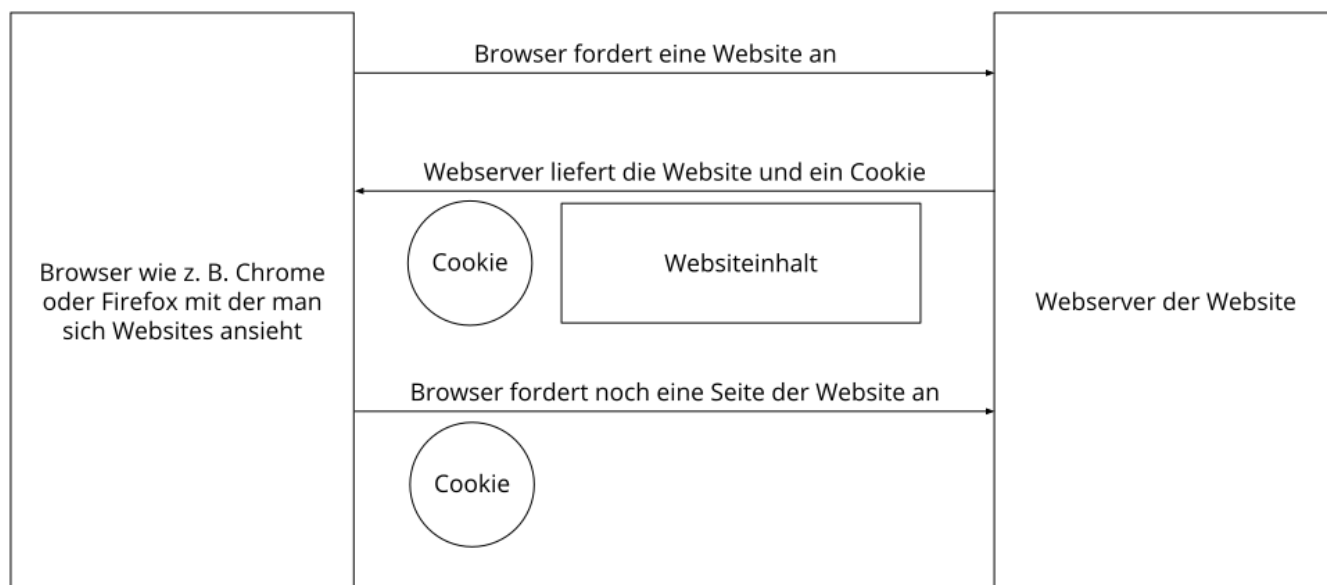 Browser fordert eine Website an
Webserver liefert die Website und ein Cookie
Cookie
Websiteinhalt
Browser wie z. B. Chrome
oder Firefox mit der man
sich Websites ansieht
Webserver der Website
Browser fordert noch eine Seite der Website an
Cookie